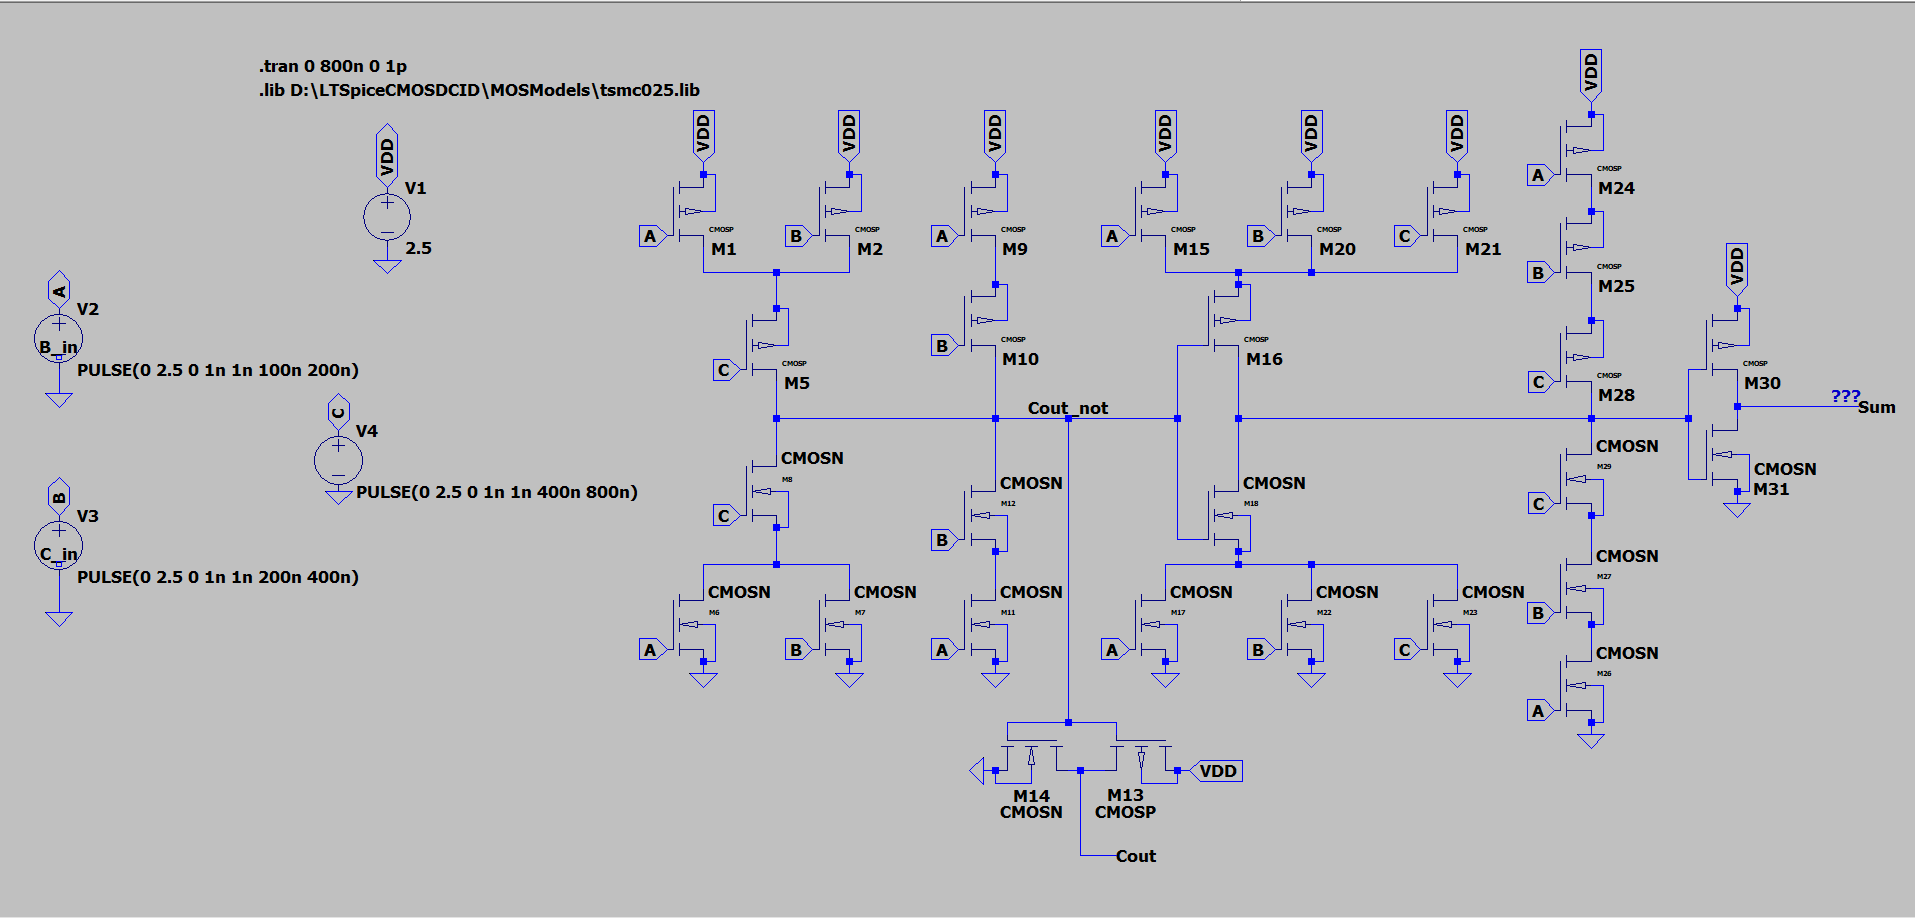 .tran 0 800n 0 1p
.lib D:\LTSpiceCMOSDCID\MOSModels\tsmc025.lib
VDD
V1
2.5
A
V2
B_in
PULSE(0 2.5 0 1n 1n 100n 200n)
C
V4
PULSE(0 2.5 0 1n 1n 400n 800n)
B
V3
C_in
PULSE(0 2.5 0 1n 1n 200n 400n)
VDD
A
CMOSP
M1
VDD
B
CMOSP
M2
C
CMOSP
M5
CMOSN
M8
C
CMOSN
M6
A
CMOSN
M7
B
VDD
A
CMOSP
M9
B
CMOSP
M10
Cout_not
CMOSN
M12
B
CMOSN
M11
A
VDD
A
CMOSP
M15
VDD
B
CMOSP
M20
VDD
C
CMOSP
M21
CMOSP
M16
CMOSN
M18
CMOSN
M17
A
CMOSN
M22
B
CMOSN
M23
C
VDD
A
CMOSP
M24
B
CMOSP
M25
C
CMOSP
M28
CMOSN
M29
C
CMOSN
M27
B
CMOSN
M26
A
VDD
CMOSP
M30
???
Sum
CMOSN
M31
VDD
M14
CMOSN
M13
CMOSP
Cout